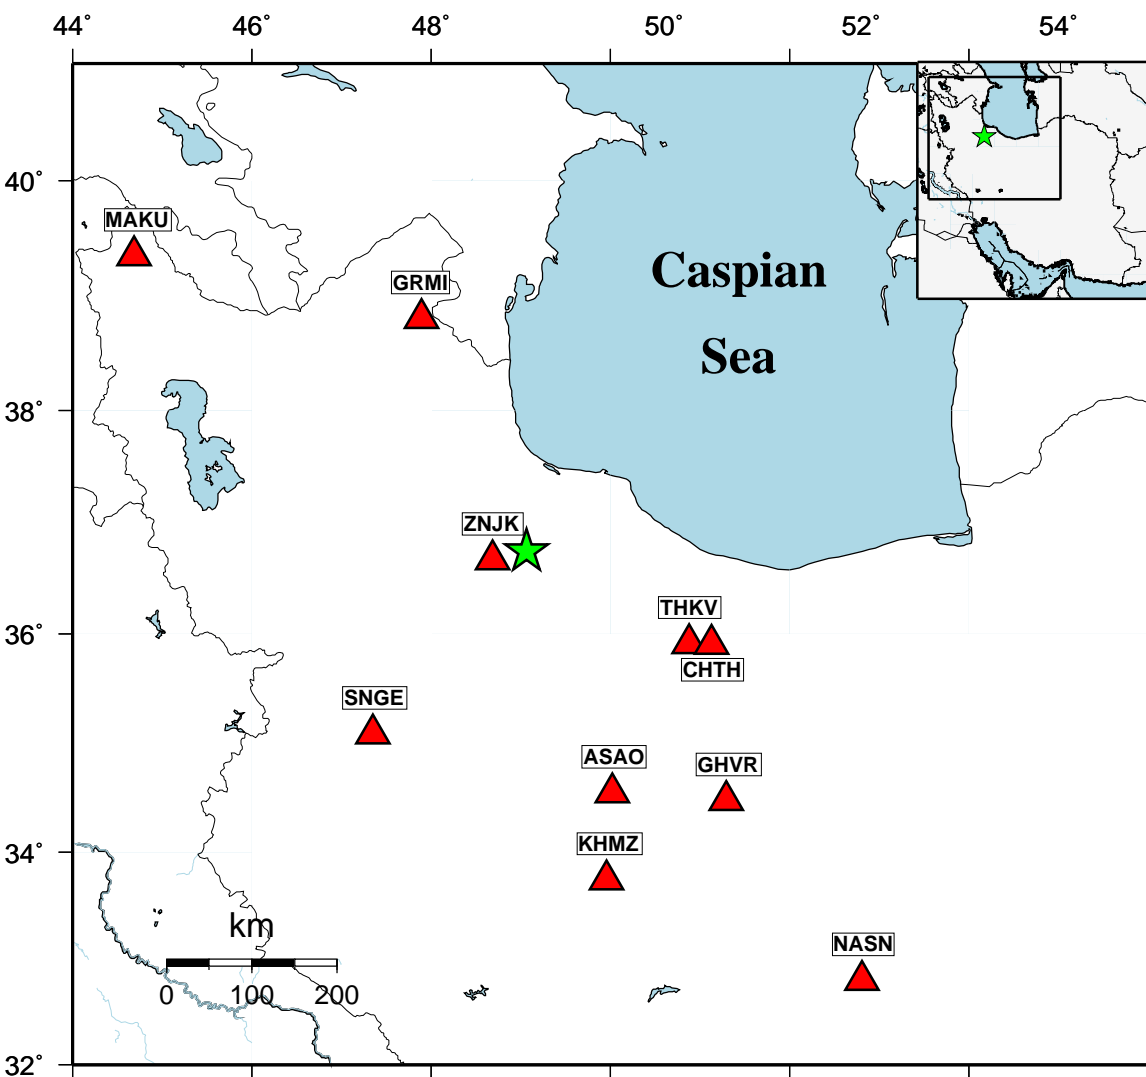 44° 46° 48° 50° 52° 54°
40°
MAKU
GRMI
Caspian
Sea
38°
ZNJK
THKV
36°
CHTH
SNGE
ASAO
GHVR
KHMZ
34°
km
NASN
0 100 200
32°